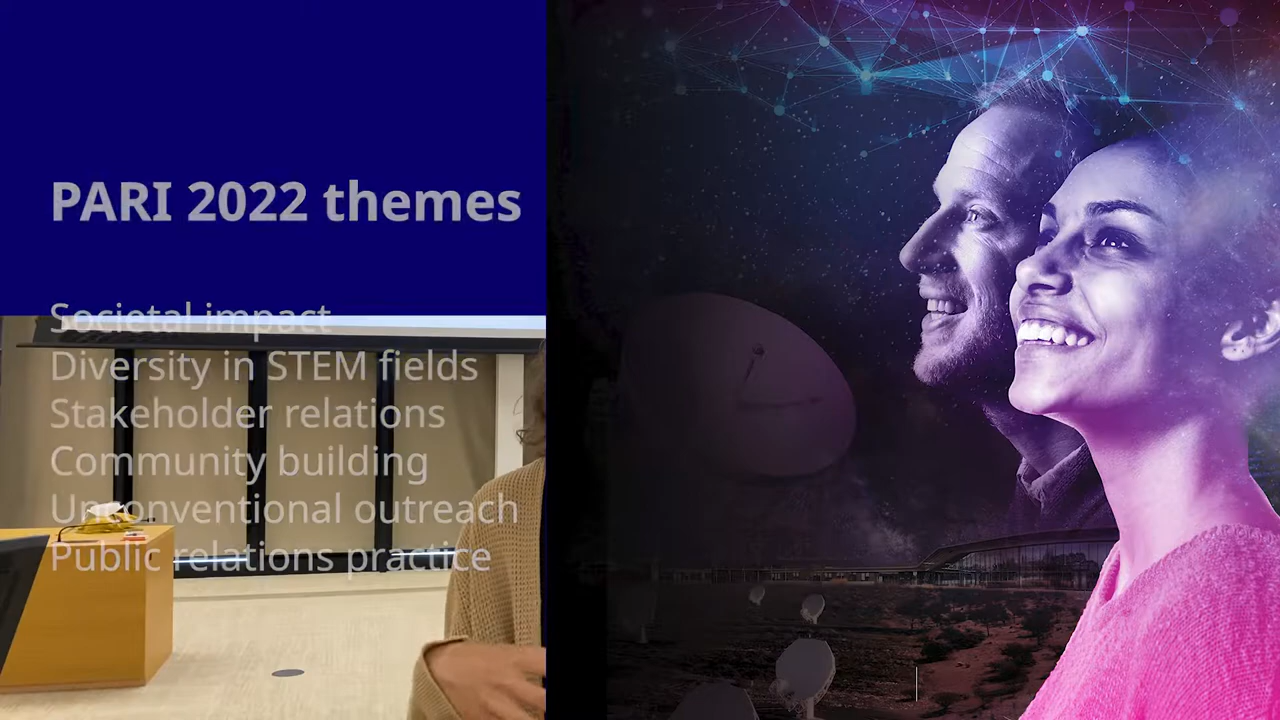 PARI 2022 themes
Societal impact
Diversity in STEM fields
Stakeholder relations
Community building
Unconventional outreach
Public relations practice